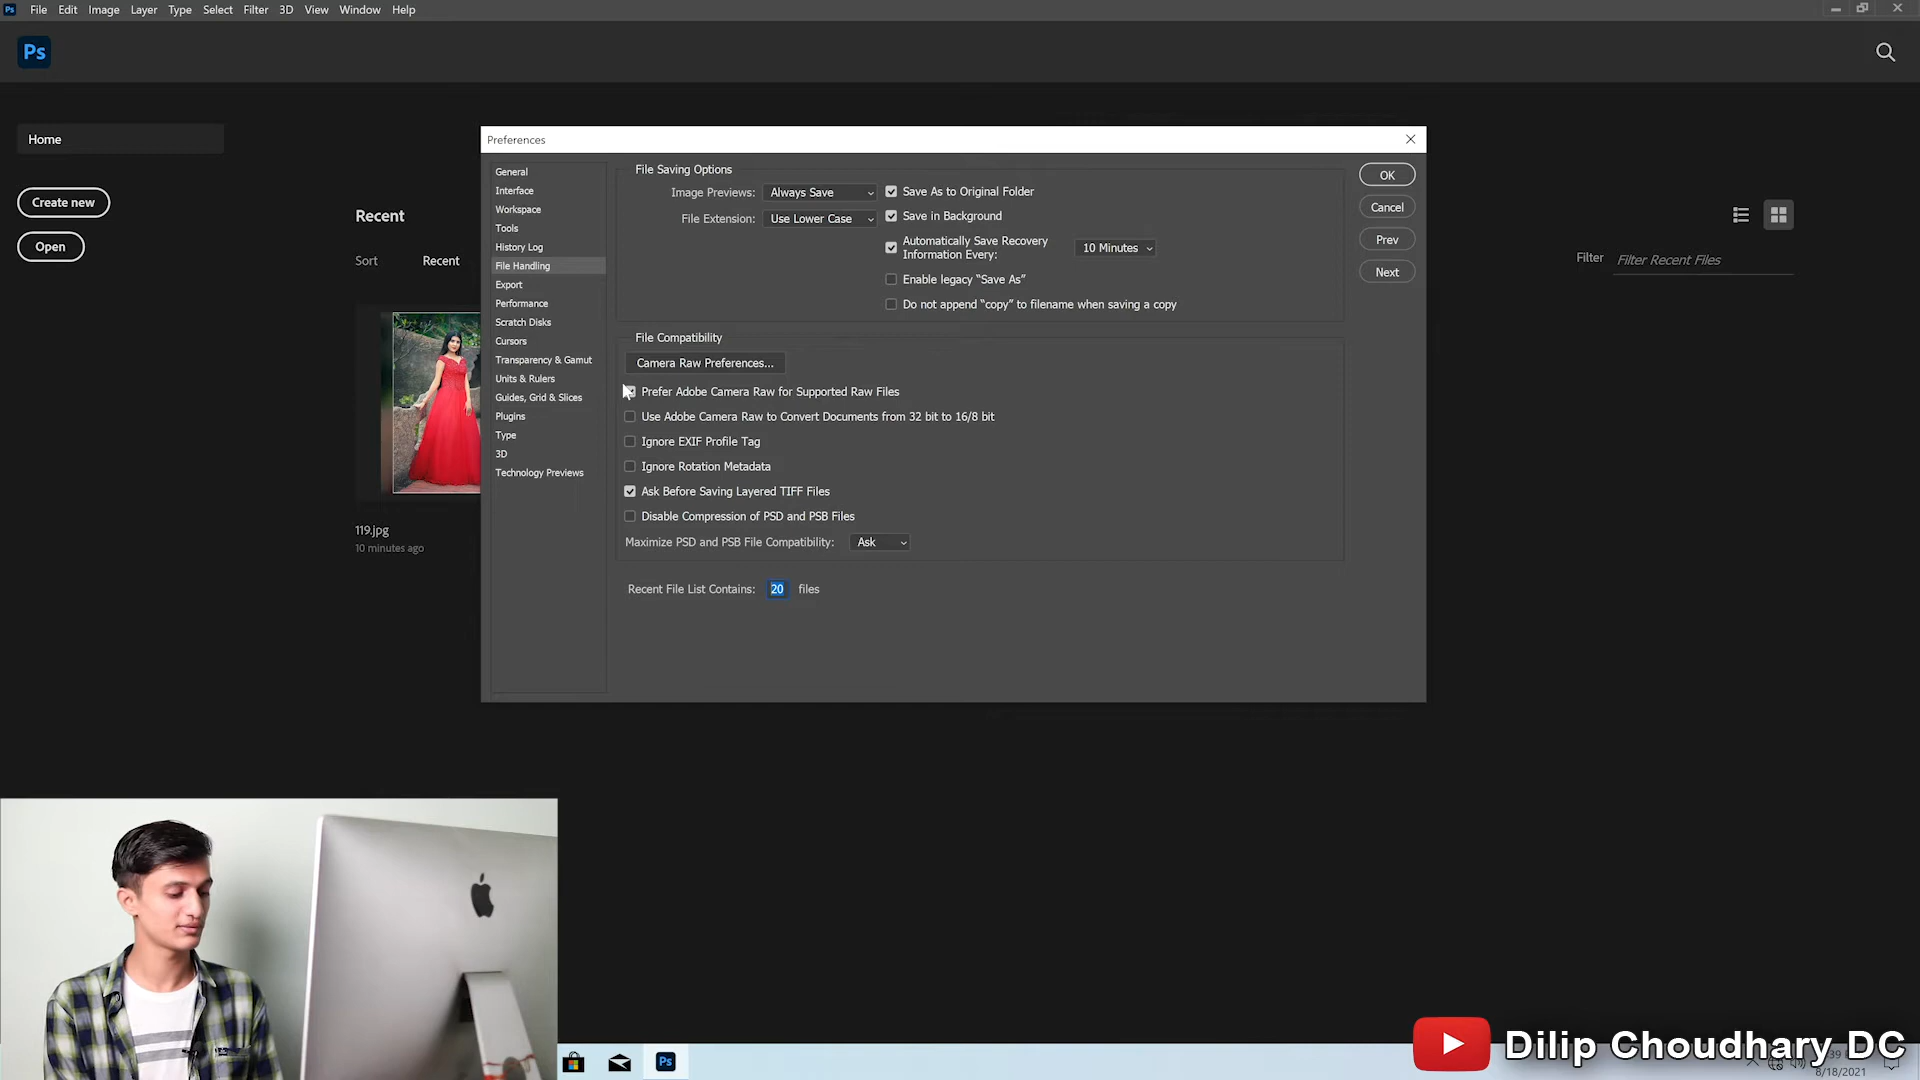 Ps File Edit Image Layer Type Select Filter 3D View Window Help
Ps
Home
Create new
Open
Recent
Sort Recent
Filter Filter Recent Files
119.jpg
10 minutes ago
Preferences
General
Interface
Workspace
Tools
History Log
File Handling
Export
Performance
Scratch Disks
Cursors
Transparency & Gamut
Units & Rulers
Guides, Grid & Slices
Plugins
Type
3D
Technology Previews
File Saving Options
Image Previews: Always Save
File Extension: Use Lower Case
Save As to Original Folder
Save in Background
Automatically Save Recovery
Information Every: 10 Minutes
Enable legacy “Save As”
Do not append “copy” to filename when saving a copy
File Compatibility
Camera Raw Preferences...
Prefer Adobe Camera Raw for Supported Raw Files
Use Adobe Camera Raw to Convert Documents from 32 bit to 16/8 bit
Ignore EXIF Profile Tag
Ignore Rotation Metadata
Ask Before Saving Layered TIFF Files
Disable Compression of PSD and PSB Files
Maximize PSD and PSB File Compatibility: Ask
Recent File List Contains: 20 files
OK
Cancel
Prev
Next
Ps
Dilip Choudhary DC
8/18/2021